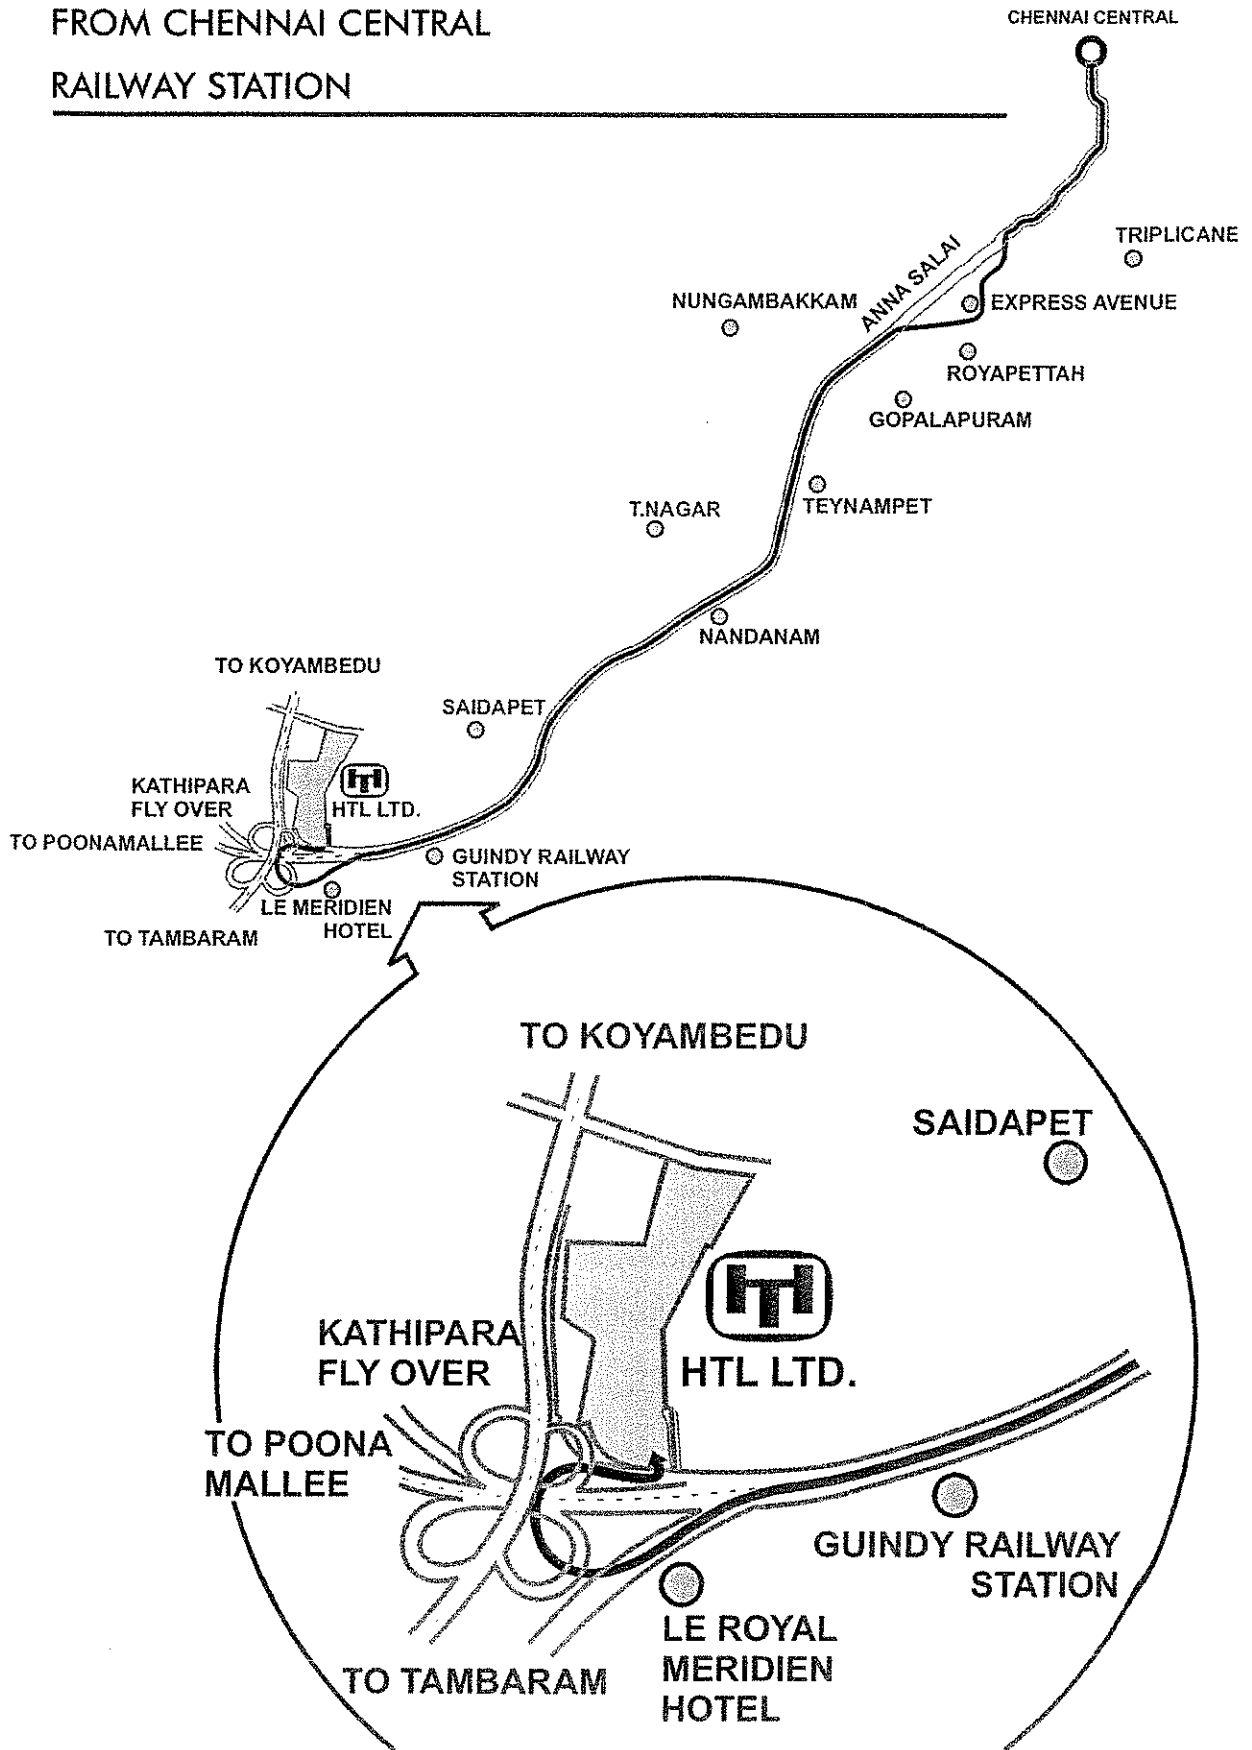 FROM CHENNAI CENTRAL
RAILWAY STATION
CHENNAI CENTRAL
TRIPLICANE
ANNA SALAI
NUNGAMBAKKAM
EXPRESS AVENUE
ROYAPETTAH
GOPALAPURAM
T.NAGAR
TEYNAMPET
NANDANAM
TO KOYAMBEDU
SAIDAPET
KATHIPARA
FLY OVER
HTL LTD.
TO POONAMALLEE
GUINDY RAILWAY
STATION
LE MERIDIEN
HOTEL
TO TAMBARAM
TO KOYAMBEDU
SAIDAPET
KATHIPARA
FLY OVER
HTL LTD.
TO POONA
MALLEE
GUINDY RAILWAY
STATION
LE ROYAL
MERIDIEN
HOTEL
TO TAMBARAM